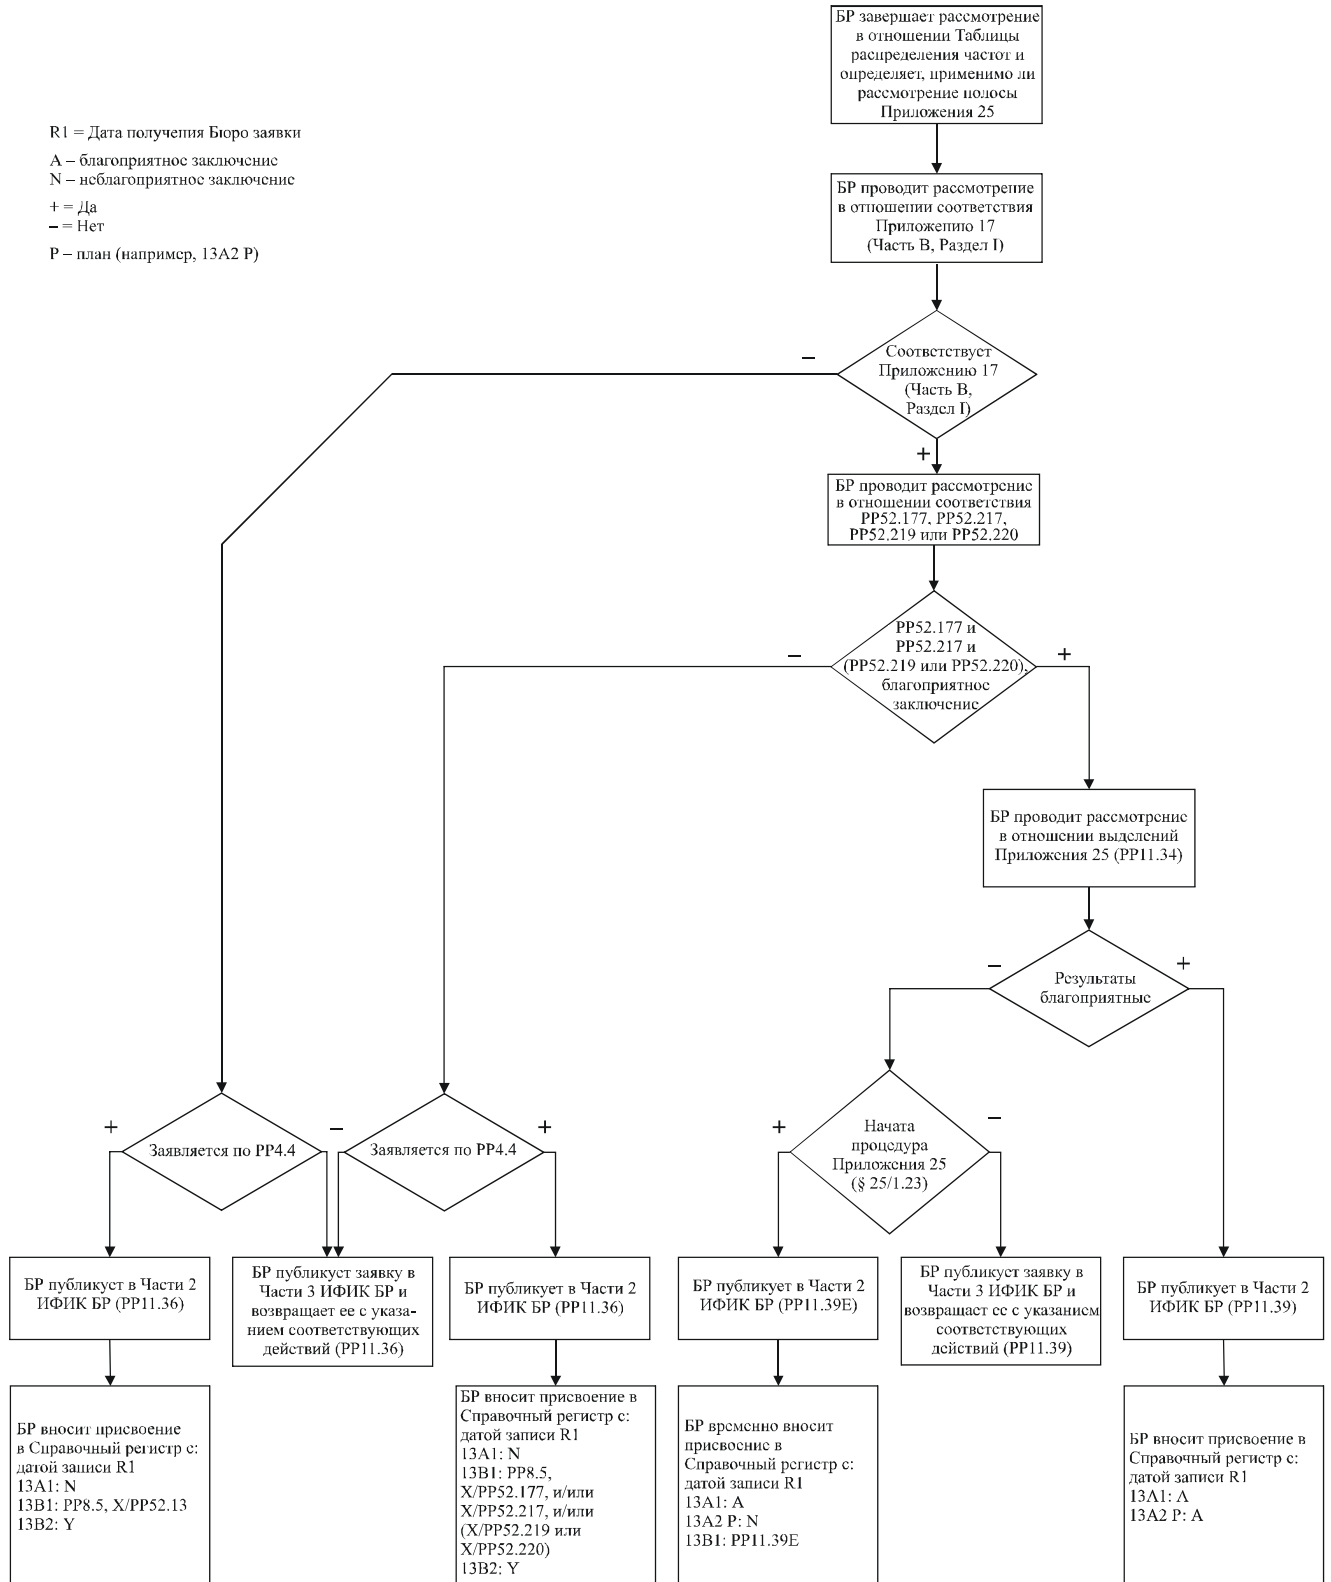 БР завершает рассмотрение
в отношении Таблицы
распределения частот и
определяет, применимо ли
рассмотрение полосы
Приложения 25
R1 = Дата получения Бюро заявки
A – благоприятное заключение
N – неблагоприятное заключение
+ = Да
– = Нет
P – план (например, 13A2 P)
БР проводит рассмотрение
в отношении соответствия
Приложению 17
(Часть B, Раздел I)
Соответствует
Приложению 17
(Часть B,
Раздел I)
–
+
БР проводит рассмотрение
в отношении соответствия
РР52.177, РР52.217,
РР52.219 или РР52.220
РР52.177 и
РР52.217 и
(РР52.219 или РР52.220),
благоприятное
заключение
–
+
БР проводит рассмотрение
в отношении выделений
Приложения 25 (РР11.34)
Результаты
благоприятные
–
+
+
Заявляется по РР4.4
–
Заявляется по РР4.4
+
+
Начата
процедура
Приложения 25
(§ 25/1.23)
–
БР публикует в Части 2
ИФИК БР (РР11.36)
БР публикует заявку в
Части 3 ИФИК БР и
возвращает ее с указа-
нием соответствующих
действий (РР11.36)
БР публикует в Части 2
ИФИК БР (РР11.36)
БР публикует в Части 2
ИФИК БР (РР11.39E)
БР публикует заявку в
Части 3 ИФИК БР и
возвращает ее с указанием
соответствующих
действий (РР11.39)
БР публикует в Части 2
ИФИК БР (РР11.39)
БР вносит присвоение
в Справочный регистр с:
датой записи R1
13A1: N
13B1: РР8.5, X/РР52.13
13B2: Y
БР вносит присвоение в
Справочный регистр с:
датой записи R1
13A1: N
13B1: РР8.5,
X/РР52.177, и/или
X/РР52.217, и/или
(X/РР52.219 или
X/РР52.220)
13B2: Y
БР временно вносит
присвоение в
Справочный регистр с:
датой записи R1
13A1: A
13A2 P: N
13B1: РР11.39E
БР вносит присвоение в
Справочный регистр с:
датой записи R1
13A1: A
13A2 P: A